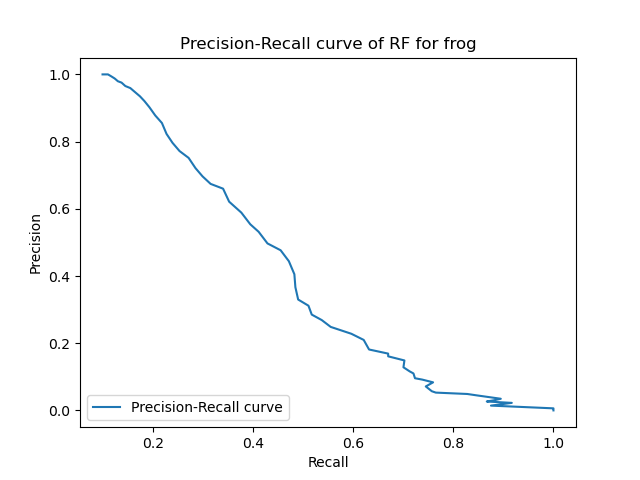 Precision-Recall curve of RF for frog
1.0
0.8
0.6
0.4
0.2
0.0
Precision
Precision-Recall curve
0.2 0.4 0.6 0.8 1.0
Recall